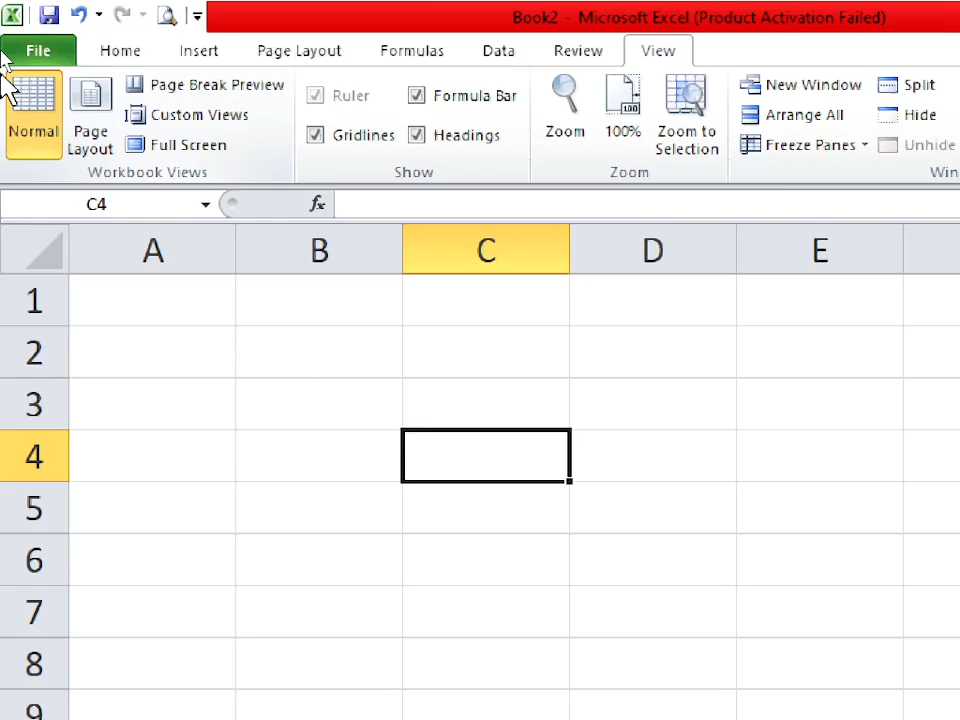 Book2 - Microsoft Excel (Product Activation Failed)
File Home Insert Page Layout Formulas Data Review View
Normal
Page Layout
Page Break Preview
Custom Views
Full Screen
Workbook Views
Ruler Formula Bar
Gridlines Headings
Show
Zoom
100%
Zoom to Selection
Zoom
New Window
Arrange All
Freeze Panes
Split
Hide
Unhide
C4 fx
A B C D E
1
2
3
4
5
6
7
8
9